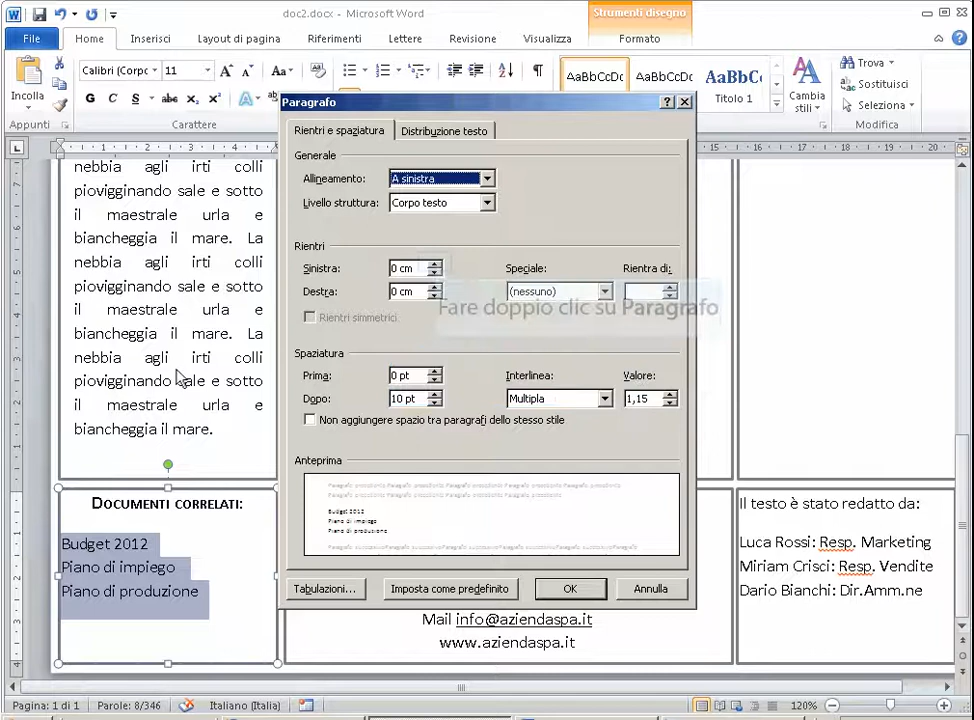 doc2.docx - Microsoft Word
Strumenti disegno
File Home Inserisci Layout di pagina Riferimenti Lettere Revisione Visualizza Formato
Calibri (Corpo 11 Aa
AaBbCcDc AaBbCcDc AaBbC
Trova
Sostituisci
Seleziona
Incolla
G C S abc x₂ x² A
Titolo 1
Cambia
stili
Appunti Carattere Modifica
Paragrafo
Rientri e spaziatura Distribuzione testo
Generale
Allineamento: A sinistra
Livello struttura: Corpo testo
Rientri
Sinistra: 0 cm Speciale: Rientra di:
Destra: 0 cm (nessuno)
Rientri simmetrici
Fare doppio clic su Paragrafo
Spaziatura
Prima: 0 pt Interlinea: Valore:
Dopo: 10 pt Multipla 1,15
Non aggiungere spazio tra paragrafi dello stesso stile
Anteprima
Budget 2012
Piano di impiego
Piano di produzione
Tabulazioni... Imposta come predefinito OK Annulla
nebbia agli irti colli
piovigginando sale e sotto
il maestrale urla e
biancheggia il mare. La
nebbia agli irti colli
piovigginando sale e sotto
il maestrale urla e
biancheggia il mare. La
nebbia agli irti colli
piovigginando sale e sotto
il maestrale urla e
biancheggia il mare.
DOCUMENTI CORRELATI:
Budget 2012
Piano di impiego
Piano di produzione
Mail info@aziendaspa.it
www.aziendaspa.it
Il testo è stato redatto da:
Luca Rossi: Resp. Marketing
Miriam Crisci: Resp. Vendite
Dario Bianchi: Dir.Amm.ne
Pagina: 1 di 1 Parole: 8/346 Italiano (Italia) 120%